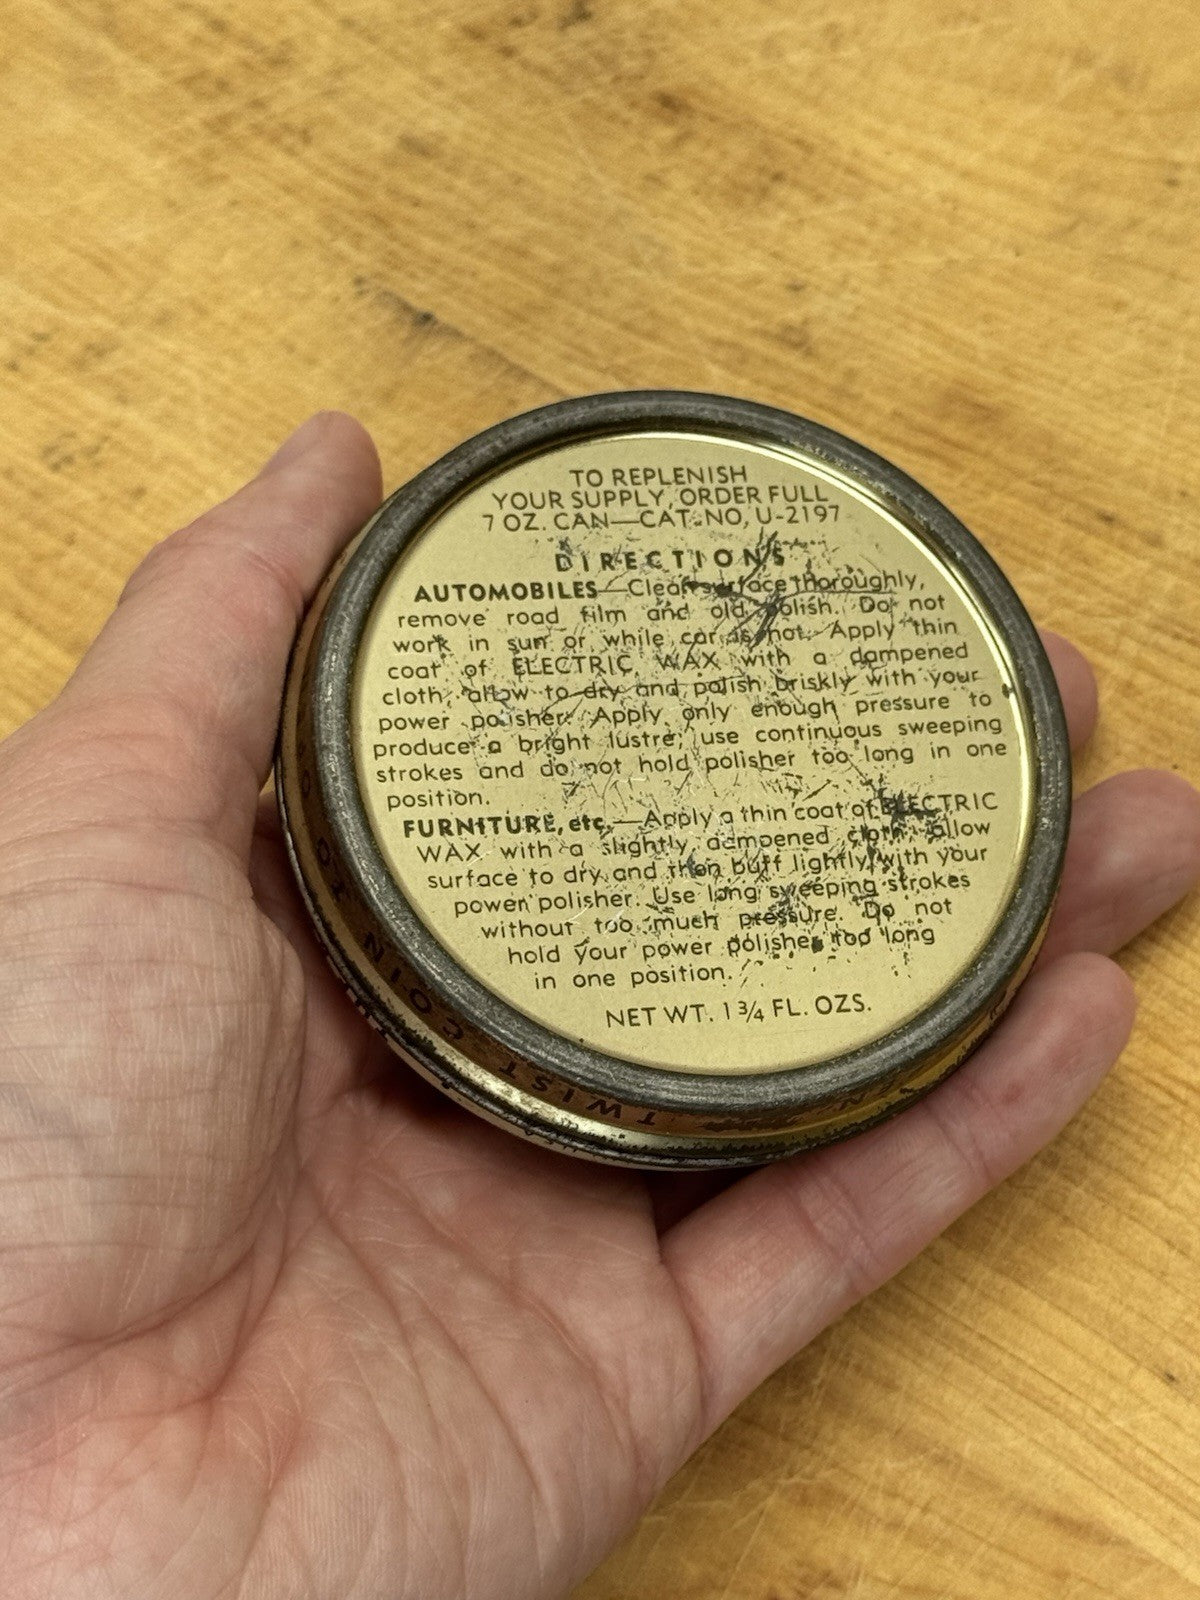 TO REPLENISH
YOUR SUPPLY, ORDER FULL
7 OZ. CAN—CAT. NO, U-2197
DIRECTIONS
AUTOMOBILES—Clean surface thoroughly,
remove road film and old polish. Do not
work in sun or while car is hot. Apply thin
coat of ELECTRIC WAX with a dampened
cloth, allow to dry and polish briskly with your
power polisher. Apply only enough pressure to
produce a bright lustre, use continuous sweeping
strokes and do not hold polisher too long in one
position.
FURNITURE, etc.—Apply a thin coat of ELECTRIC
WAX with a slightly dampened cloth, allow
surface to dry and then buff lightly with your
power polisher. Use long sweeping strokes
without too much pressure. Do not
hold your power polisher too long
in one position.
NET WT. 1 3/4 FL. OZS.
TWIST COIN TO